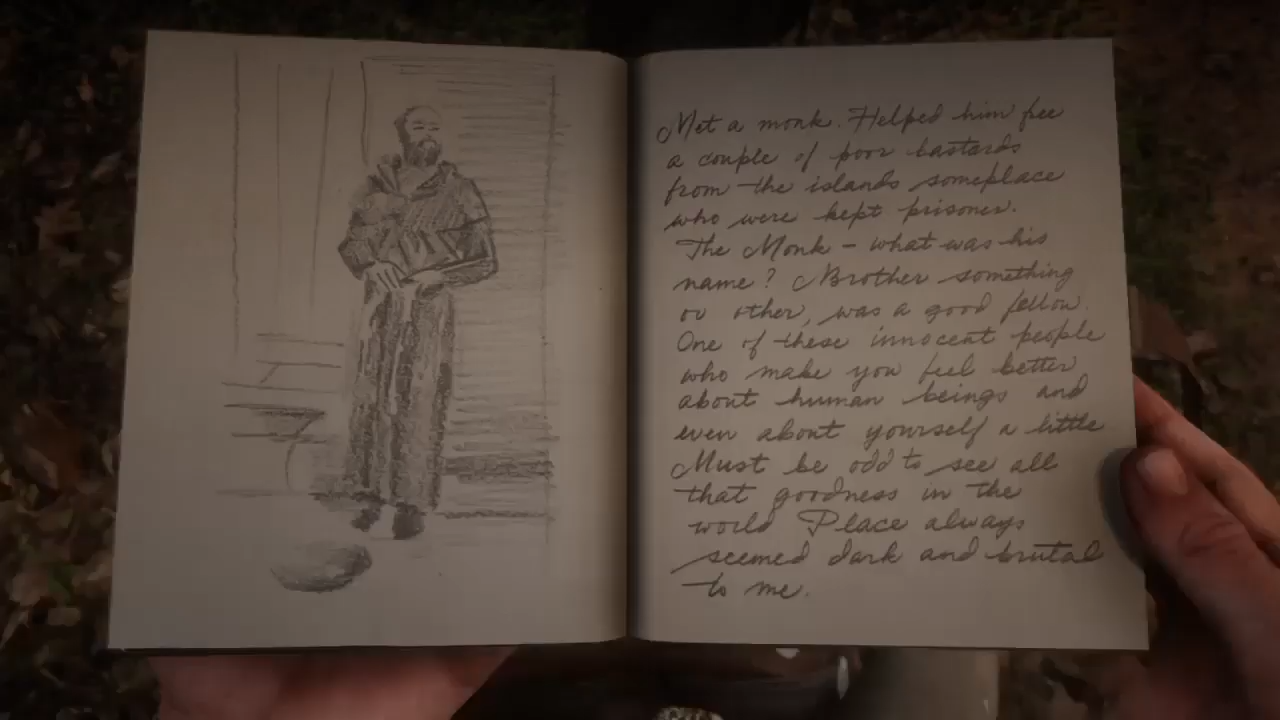 Met a monk. Helped him free
a couple of poor bastards
from the islands someplace
who were kept prisoner.
The Monk - what was his
name? Brother something
or other, was a good fellow.
One of these innocent people
who make you feel better
about human beings and
even about yourself a little
Must be odd to see all
that goodness in the
world Place always
seemed dark and brutal
to me.